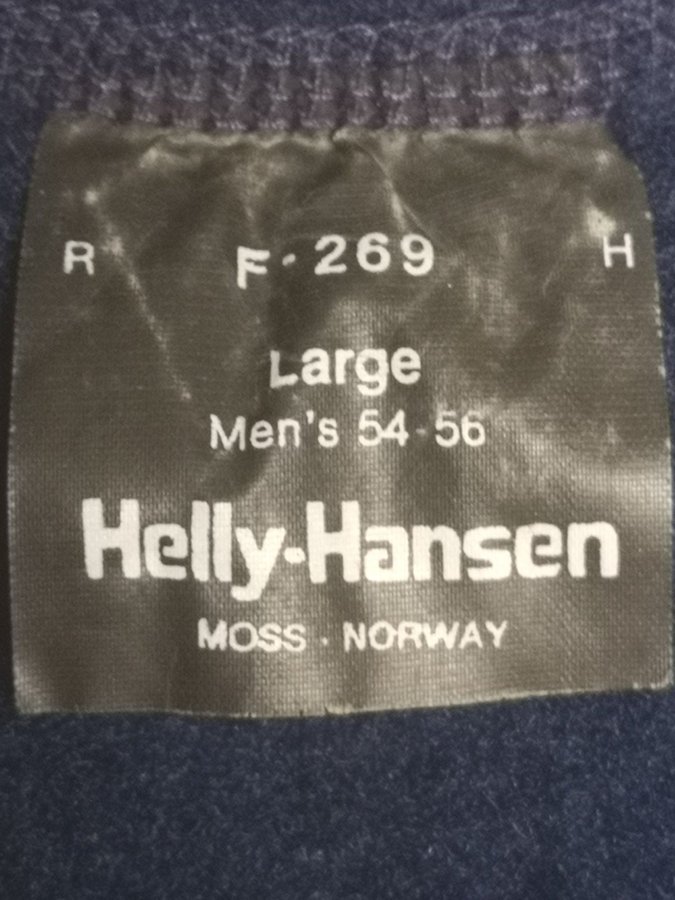 R F-269 H
Large
Men's 54-56
Helly-Hansen
MOSS · NORWAY